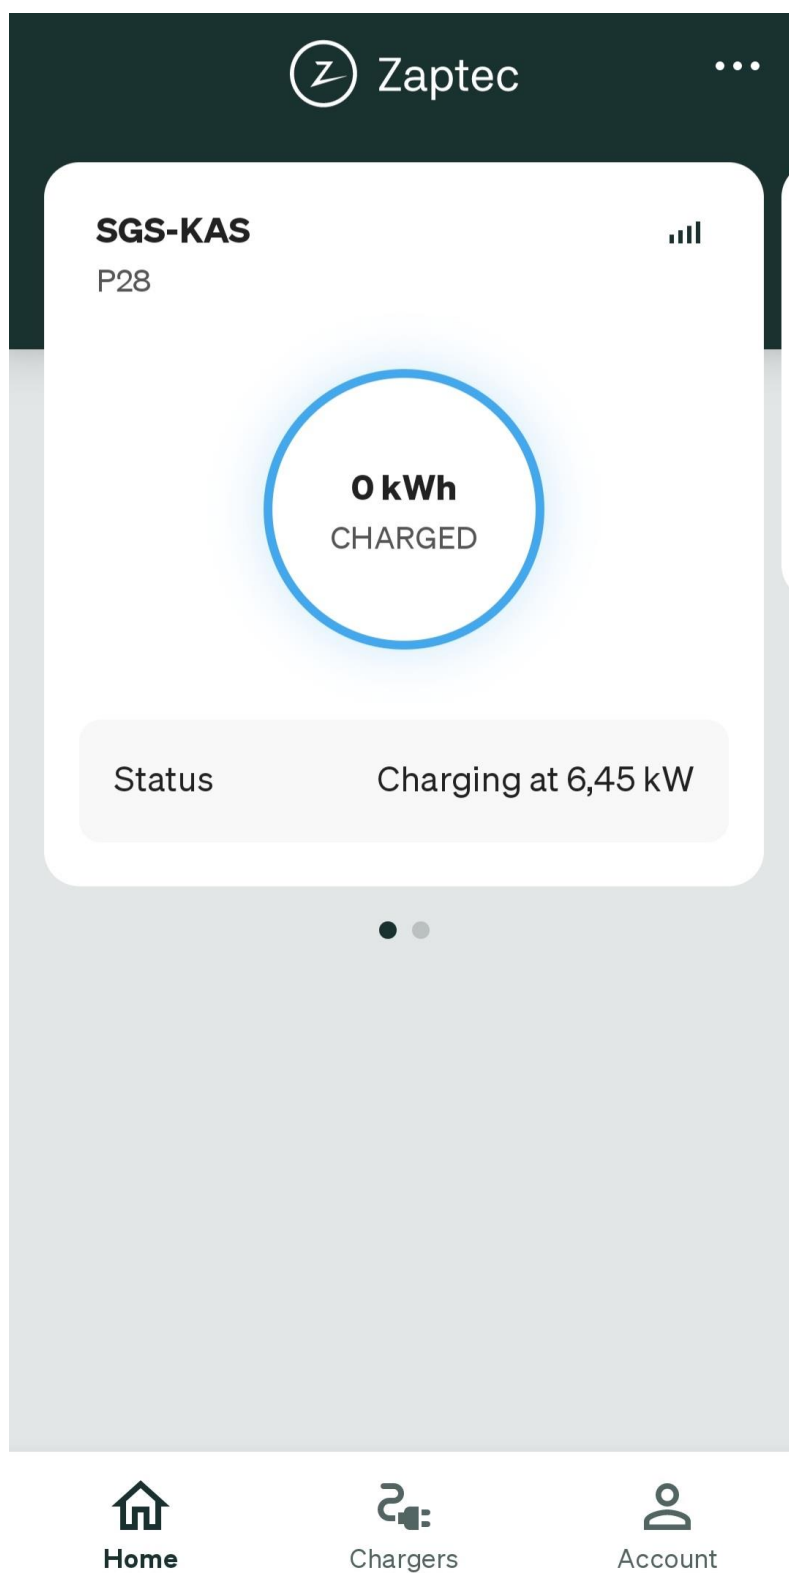 Zaptec
SGS-KAS
P28
0 kWh
CHARGED
Status Charging at 6,45 kW
Home Chargers Account